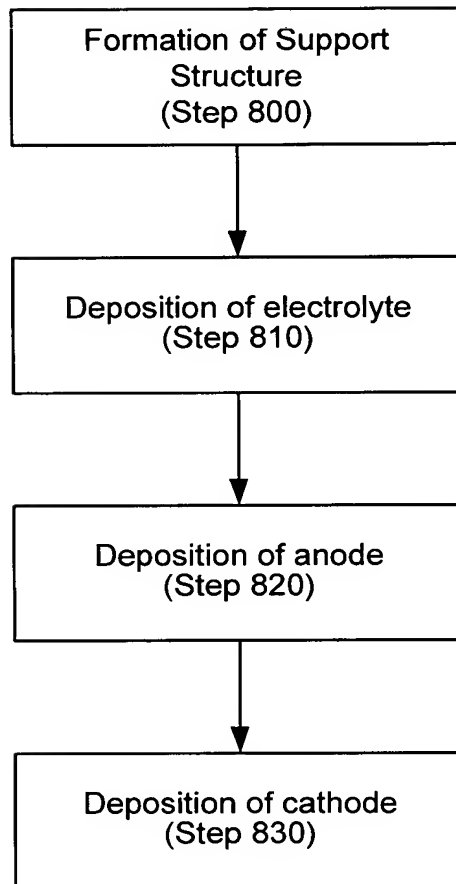 Formation of Support
Structure
(Step 800)
Deposition of electrolyte
(Step 810)
Deposition of anode
(Step 820)
Deposition of cathode
(Step 830)